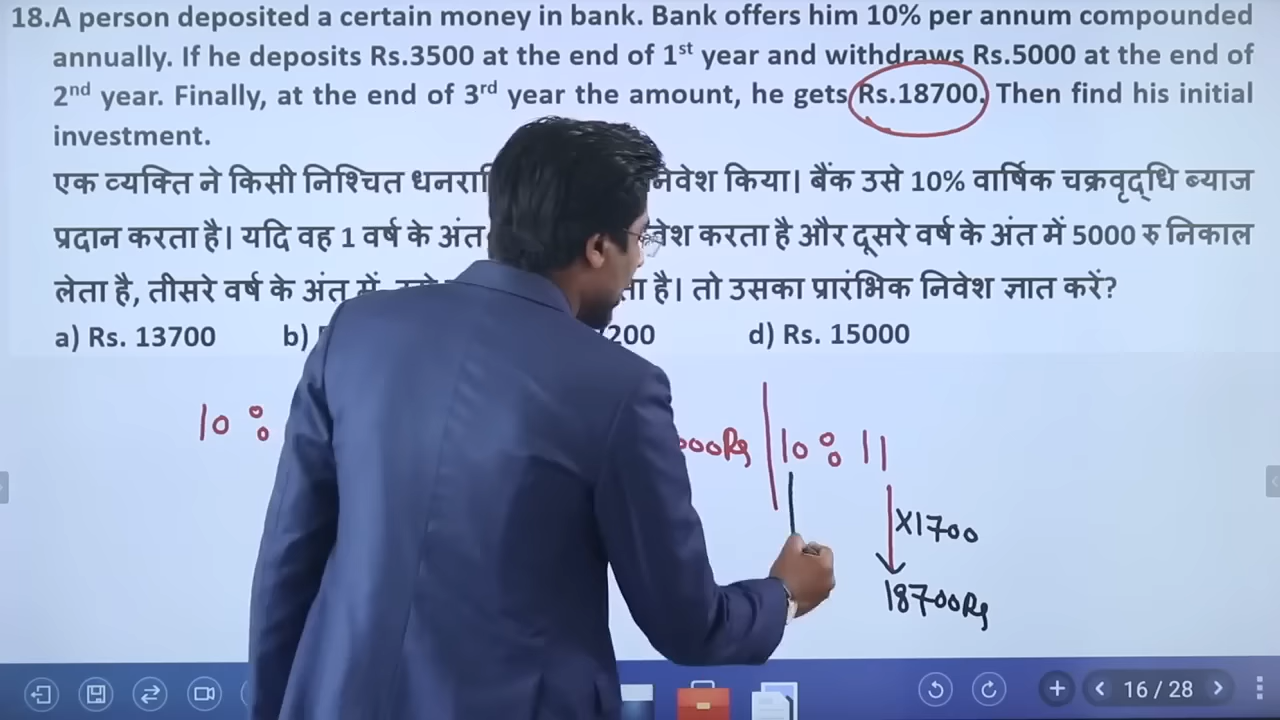 18.A person deposited a certain money in bank. Bank offers him 10% per annum compounded
annually. If he deposits Rs.3500 at the end of 1st year and withdraws Rs.5000 at the end of
2nd year. Finally, at the end of 3rd year the amount, he gets Rs.18700. Then find his initial
investment.
एक व्यक्ति ने किसी निश्चित किया। बैंक उसे 10% वार्षिक चक्रवृद्धि ब्याज
प्रदान करता है। यदि वह 1 वर्ष के अंत करता है और दूसरे वर्ष के अंत में 5000 रु निकाल
लेता है, तीसरे वर्ष के अंत है। तो उसका प्रारंभिक निवेश ज्ञात करें?
a) Rs. 13700 b) 200 d) Rs. 15000
10 : 000Rs 10 : 11
×1700
18700Rs
16 / 28